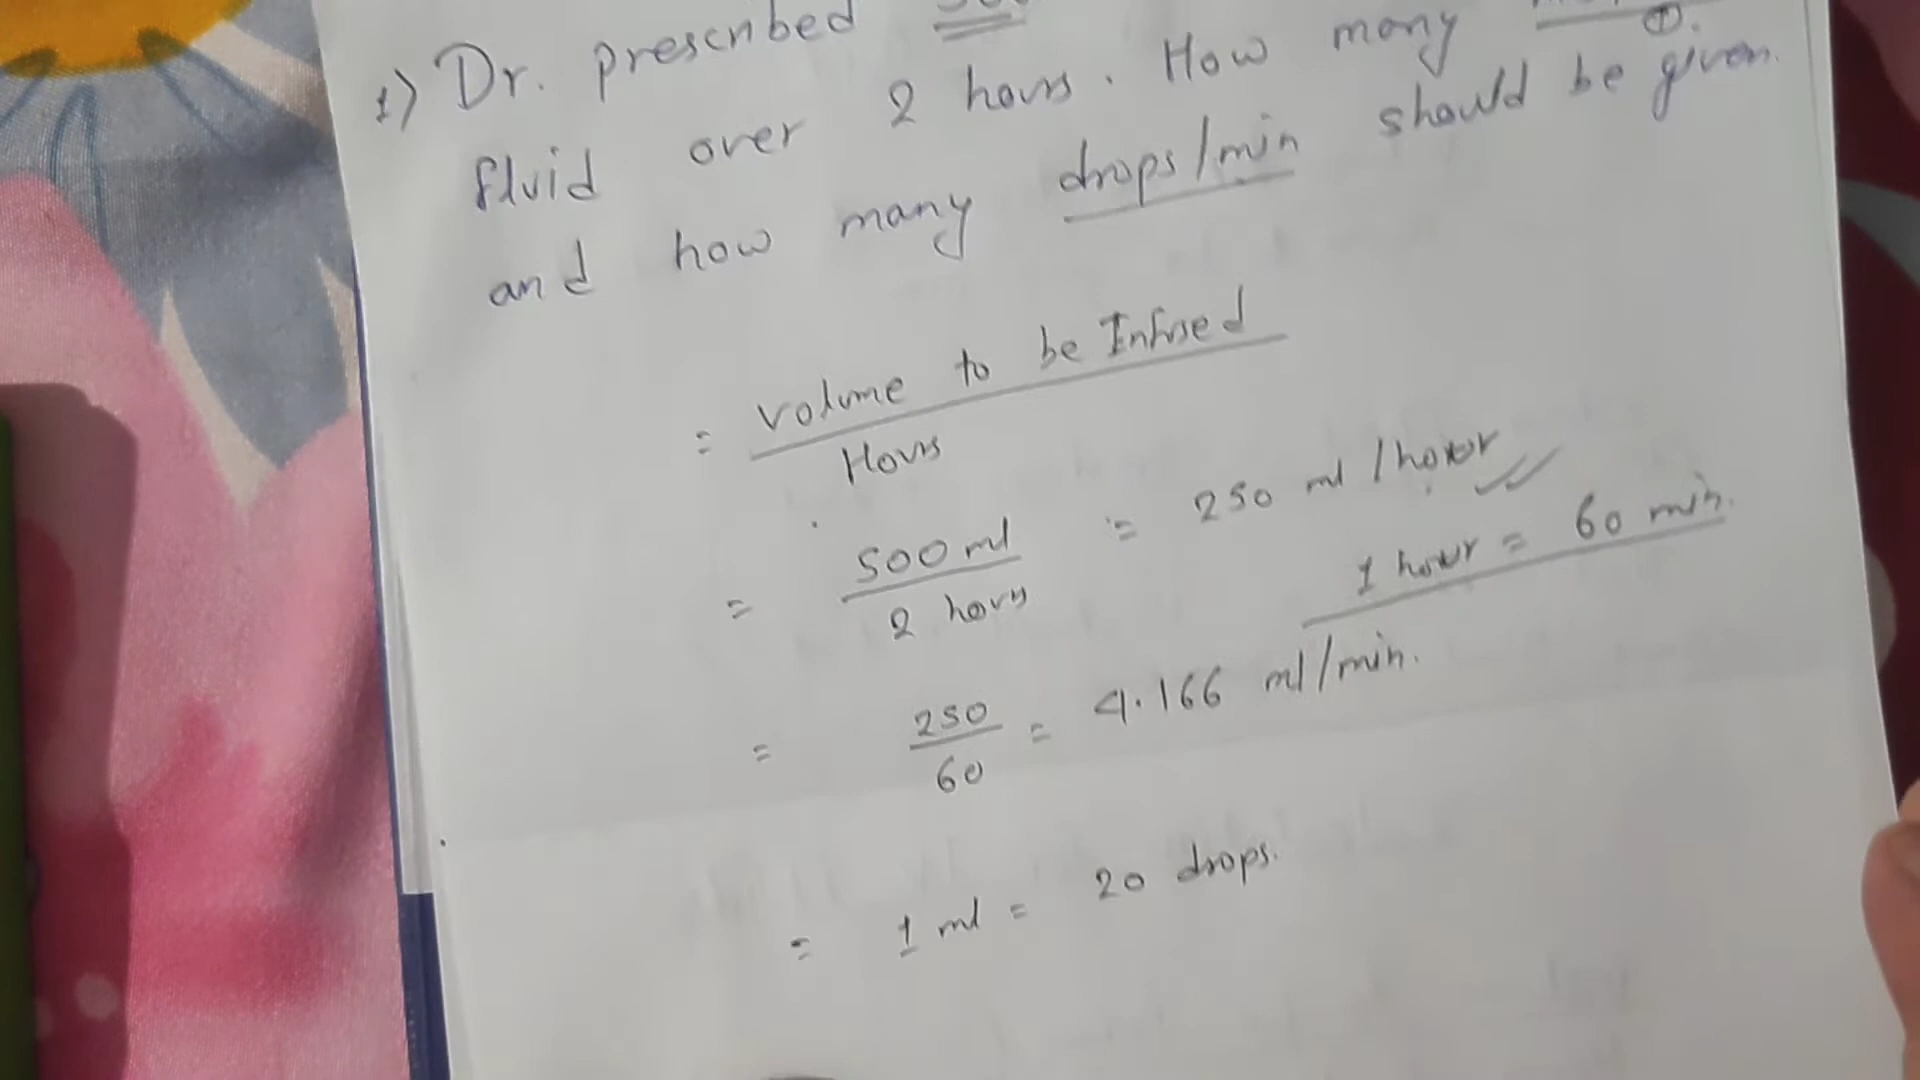 1) Dr. prescribed
fluid over 2 hours. How many
and how many drops/min should be given.
= volume to be Infused
Hours
= 500 ml = 250 ml / hour
2 hours
1 hour = 60 min.
= 250 = 4.166 ml/min.
60
= 1 ml = 20 drops.